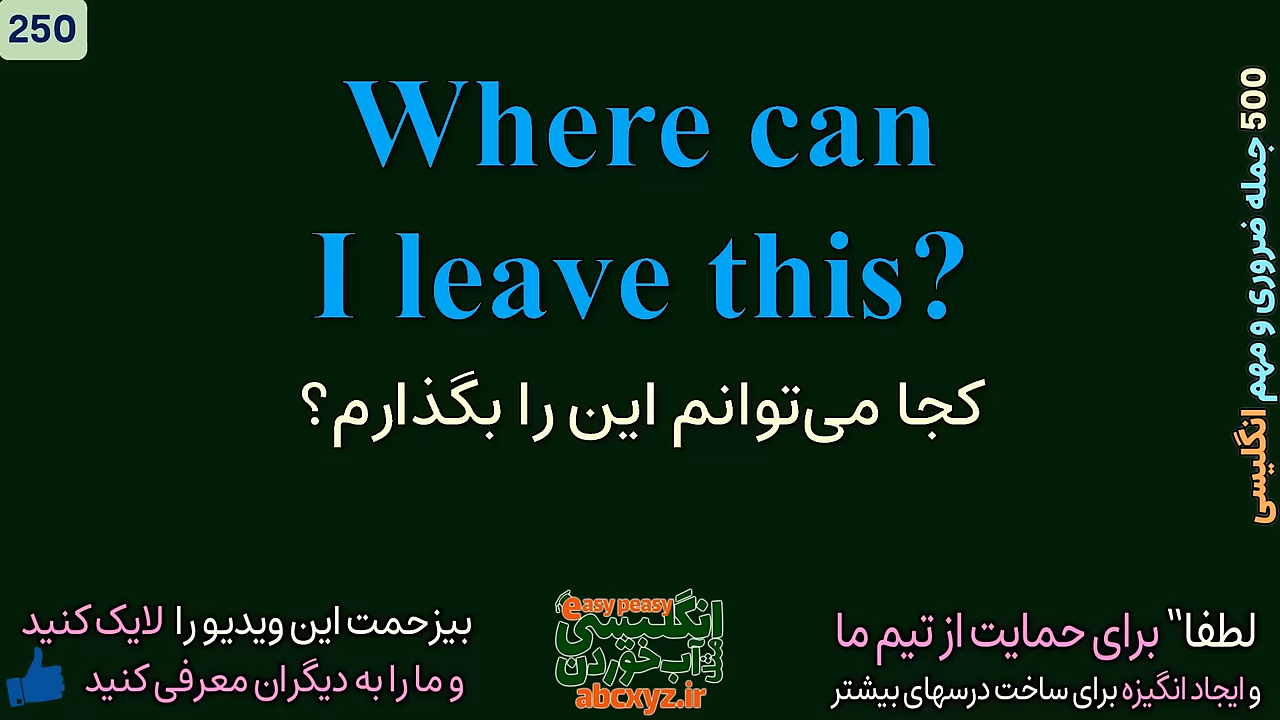 250
Where can
I leave this?
کجا می‌توانم این را بگذارم؟
500 جمله ضروری و مهم انگلیسی
لطفا" برای حمایت از تیم ما
و ایجاد انگیزه برای ساخت درسهای بیشتر
بیزحمت این ویدیو را لایک کنید
و ما را به دیگران معرفی کنید
easy peasy
انگلیسی
عین آب خوردن
abcxyz.ir